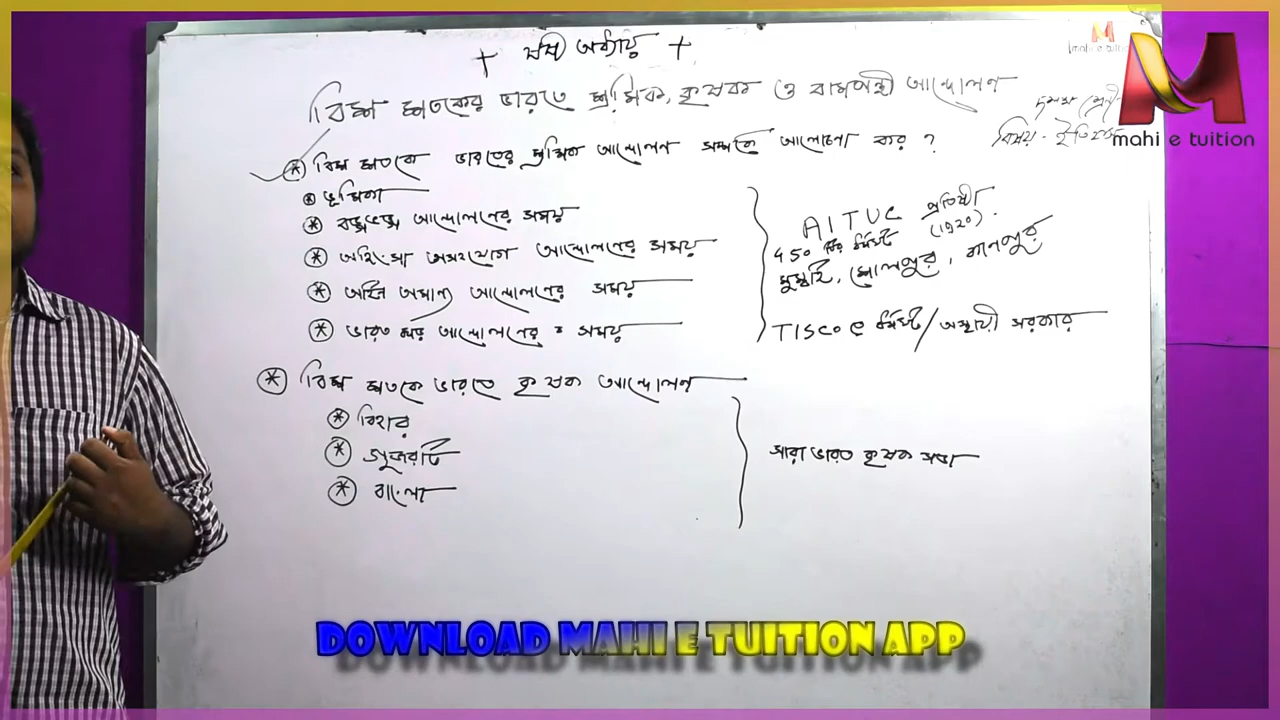 + ষষ্ঠ অধ্যায় +
mahi e tuition
বিংশ শতকের ভারতে শ্রমিক, কৃষক ও বামপন্থী আন্দোলন
দশম শ্রেণী
বিষয় - ইতিহাস
mahi e tuition
* বিংশ শতকে ভারতের শ্রমিক আন্দোলন সম্পর্কে আলোচনা কর ?
* ভূমিকা
* বঙ্গভঙ্গ আন্দোলনের সময়
* অহিংসা অসহযোগ আন্দোলনের সময়
* আইন অমান্য আন্দোলনের সময়
* ভারত ছাড় আন্দোলনের সময়
AITUC প্রতিষ্ঠা
(1920).
450 টির ধর্মঘট
মুম্বাই, শোলাপুর, কানপুর
TISCO ধর্মঘট / অস্থায়ী সরকার
* বিংশ শতকে ভারতে কৃষক আন্দোলন
* বিহার
* গুজরাট
* বাংলা
সারা ভারত কৃষক সভা
DOWNLOAD MAHI E TUITION APP